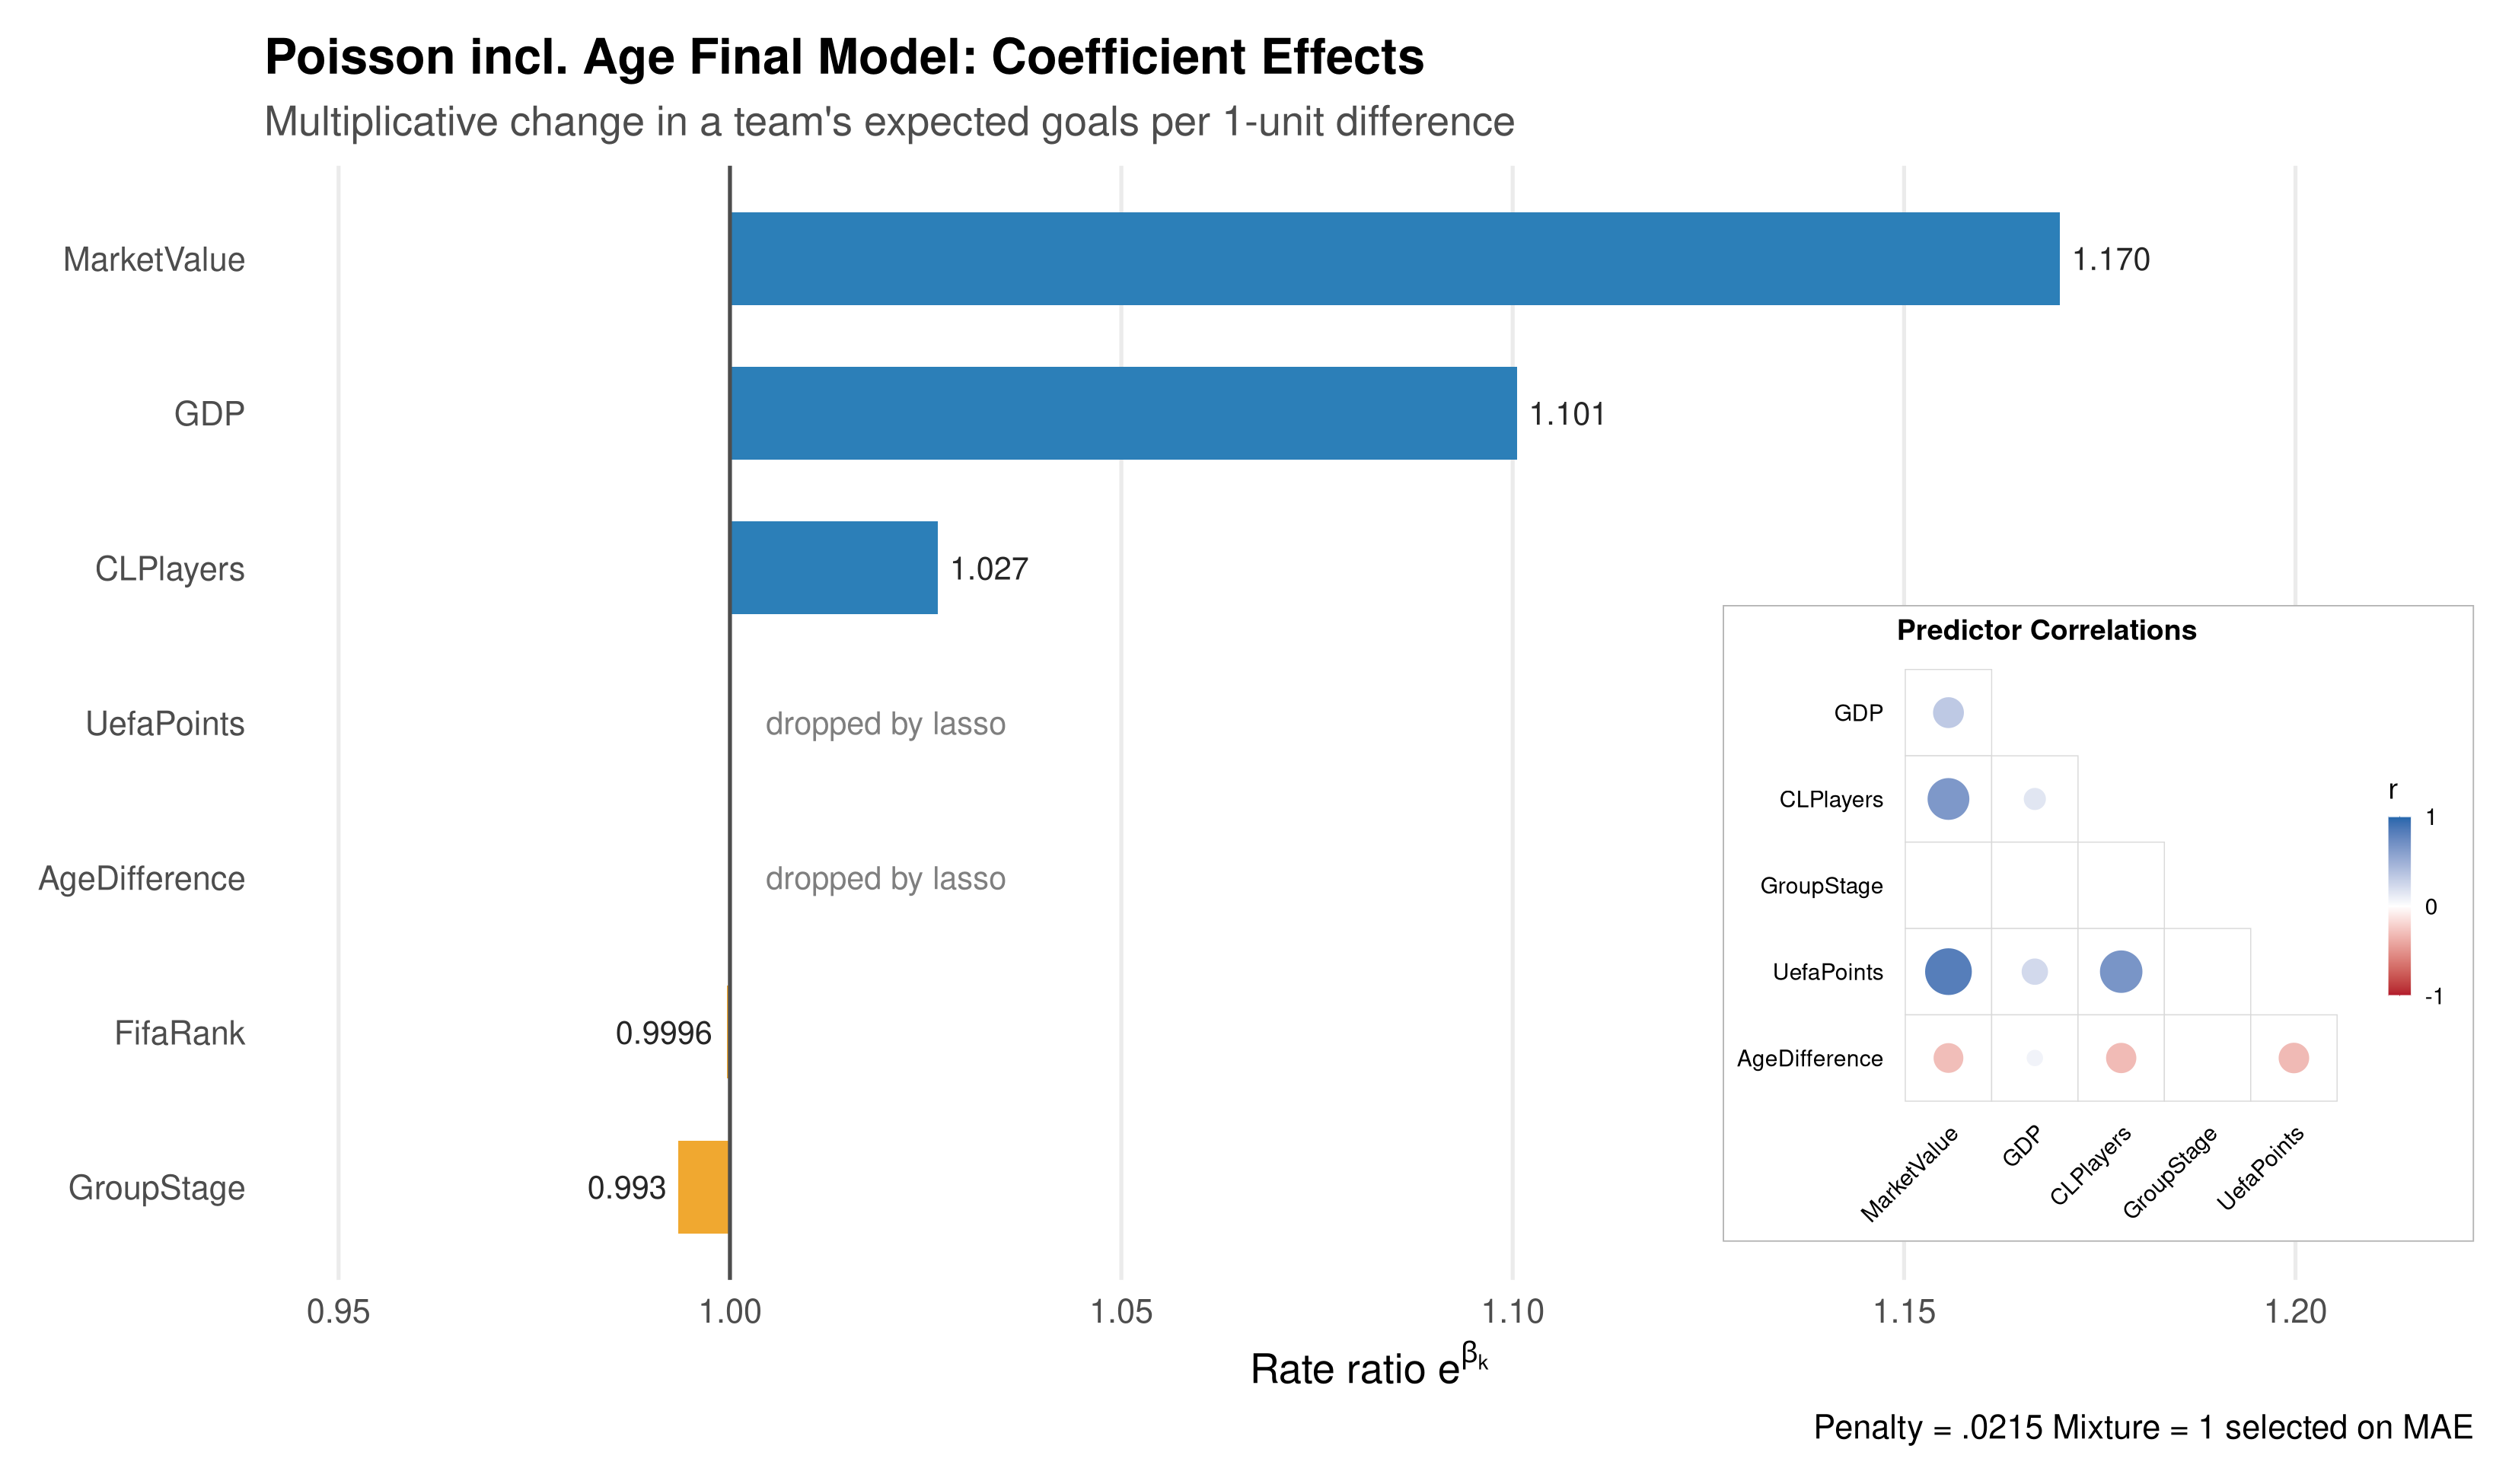 Poisson incl. Age Final Model: Coefficient Effects
Multiplicative change in a team's expected goals per 1-unit difference
MarketValue
1.170
GDP
1.101
CLPlayers
1.027
UefaPoints
dropped by lasso
AgeDifference
dropped by lasso
FifaRank
0.9996
GroupStage
0.993
0.95
1.00
1.05
1.10
1.15
1.20
Rate ratio e^βk
Predictor Correlations
GDP
CLPlayers
GroupStage
UefaPoints
AgeDifference
MarketValue
GDP
CLPlayers
GroupStage
UefaPoints
r
1
0
-1
Penalty = .0215 Mixture = 1 selected on MAE